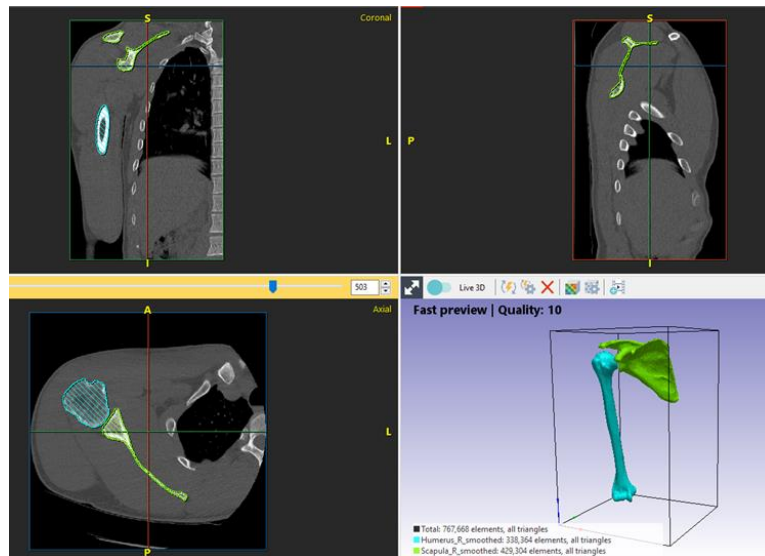 S
Coronal
L
I
S
P
I
503
Live 3D
A
Axial
L
P
Fast preview | Quality: 10
Total: 767,668 elements, all triangles
Humerus_R_smoothed: 338,364 elements, all triangles
Scapula_R_smoothed: 429,304 elements, all triangles